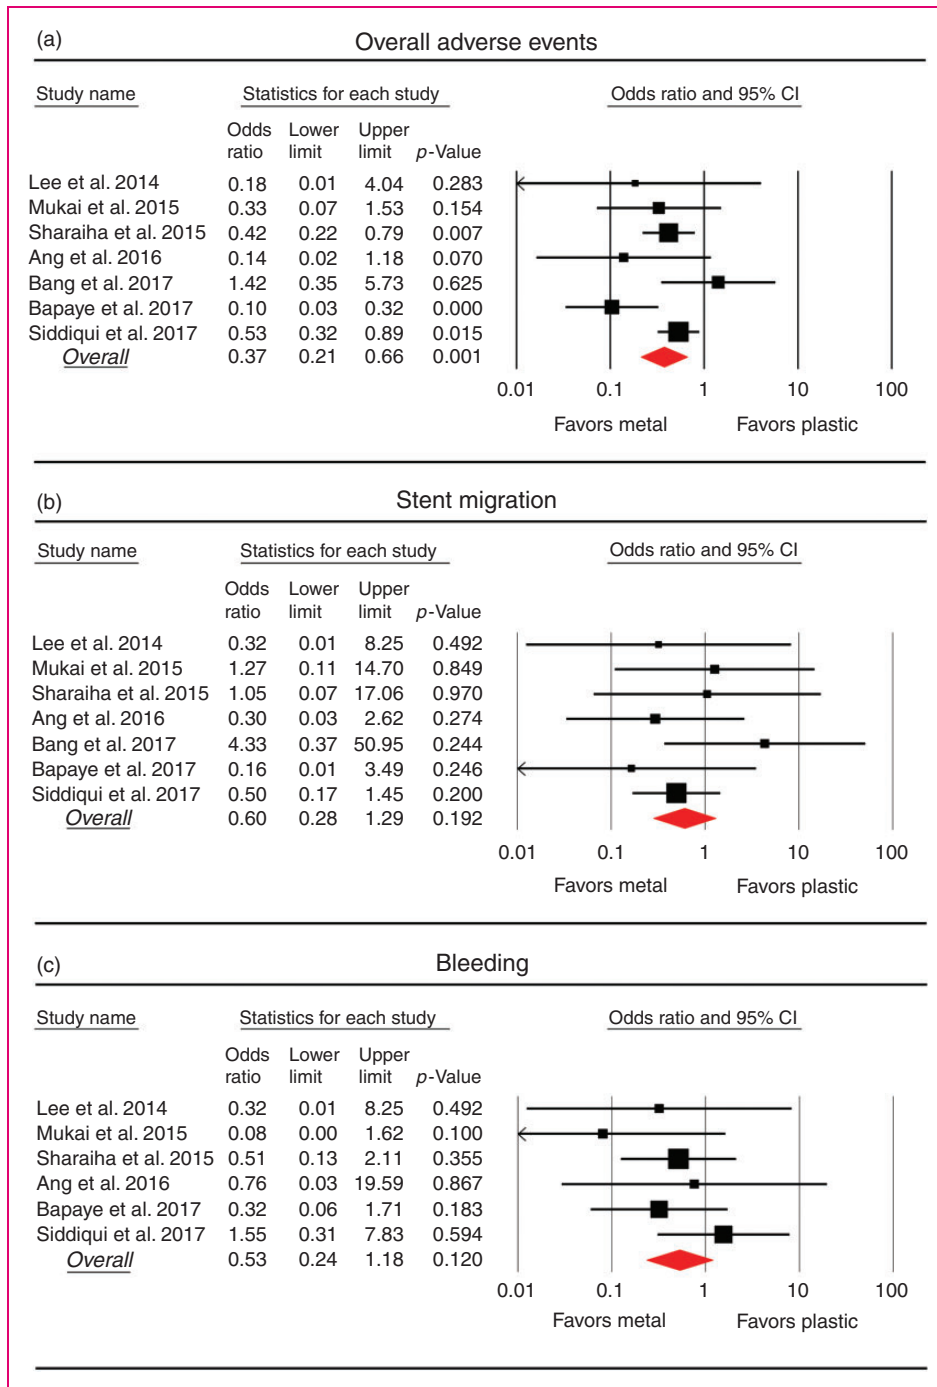 (a) Overall adverse events
Study name Statistics for each study Odds ratio and 95% CI
Odds Lower Upper
ratio limit limit p-Value
Lee et al. 2014 0.18 0.01 4.04 0.283
Mukai et al. 2015 0.33 0.07 1.53 0.154
Sharaiha et al. 2015 0.42 0.22 0.79 0.007
Ang et al. 2016 0.14 0.02 1.18 0.070
Bang et al. 2017 1.42 0.35 5.73 0.625
Bapaye et al. 2017 0.10 0.03 0.32 0.000
Siddiqui et al. 2017 0.53 0.32 0.89 0.015
Overall 0.37 0.21 0.66 0.001
0.01 0.1 1 10 100
Favors metal Favors plastic
(b) Stent migration
Study name Statistics for each study Odds ratio and 95% CI
Odds Lower Upper
ratio limit limit p-Value
Lee et al. 2014 0.32 0.01 8.25 0.492
Mukai et al. 2015 1.27 0.11 14.70 0.849
Sharaiha et al. 2015 1.05 0.07 17.06 0.970
Ang et al. 2016 0.30 0.03 2.62 0.274
Bang et al. 2017 4.33 0.37 50.95 0.244
Bapaye et al. 2017 0.16 0.01 3.49 0.246
Siddiqui et al. 2017 0.50 0.17 1.45 0.200
Overall 0.60 0.28 1.29 0.192
0.01 0.1 1 10 100
Favors metal Favors plastic
(c) Bleeding
Study name Statistics for each study Odds ratio and 95% CI
Odds Lower Upper
ratio limit limit p-Value
Lee et al. 2014 0.32 0.01 8.25 0.492
Mukai et al. 2015 0.08 0.00 1.62 0.100
Sharaiha et al. 2015 0.51 0.13 2.11 0.355
Ang et al. 2016 0.76 0.03 19.59 0.867
Bapaye et al. 2017 0.32 0.06 1.71 0.183
Siddiqui et al. 2017 1.55 0.31 7.83 0.594
Overall 0.53 0.24 1.18 0.120
0.01 0.1 1 10 100
Favors metal Favors plastic